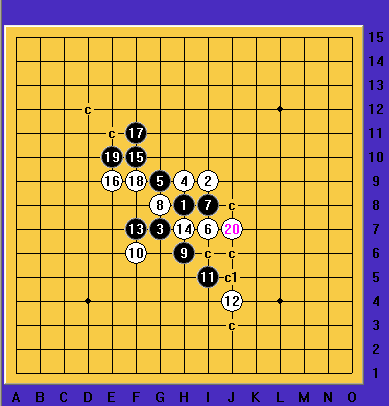 15
14
13
c 12
c 17 11
19 15 10
16 18 5 4 2 9
8 1 7 c 8
13 3 14 6 20 7
10 9 c c 6
11 c1 5
12 4
c 3
2
1
A B C D E F G H I J K L M N O